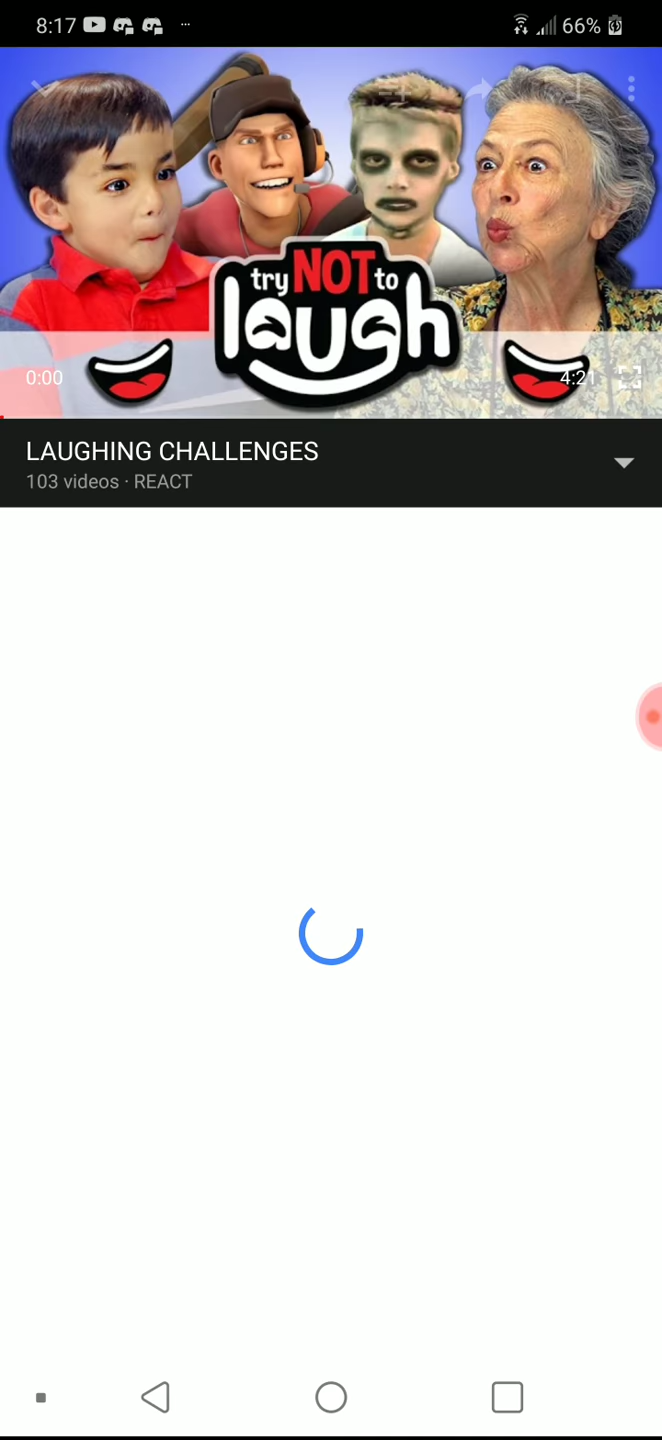 8:17
66%
try NOT to
laugh
0:00
4:21
LAUGHING CHALLENGES
103 videos · REACT